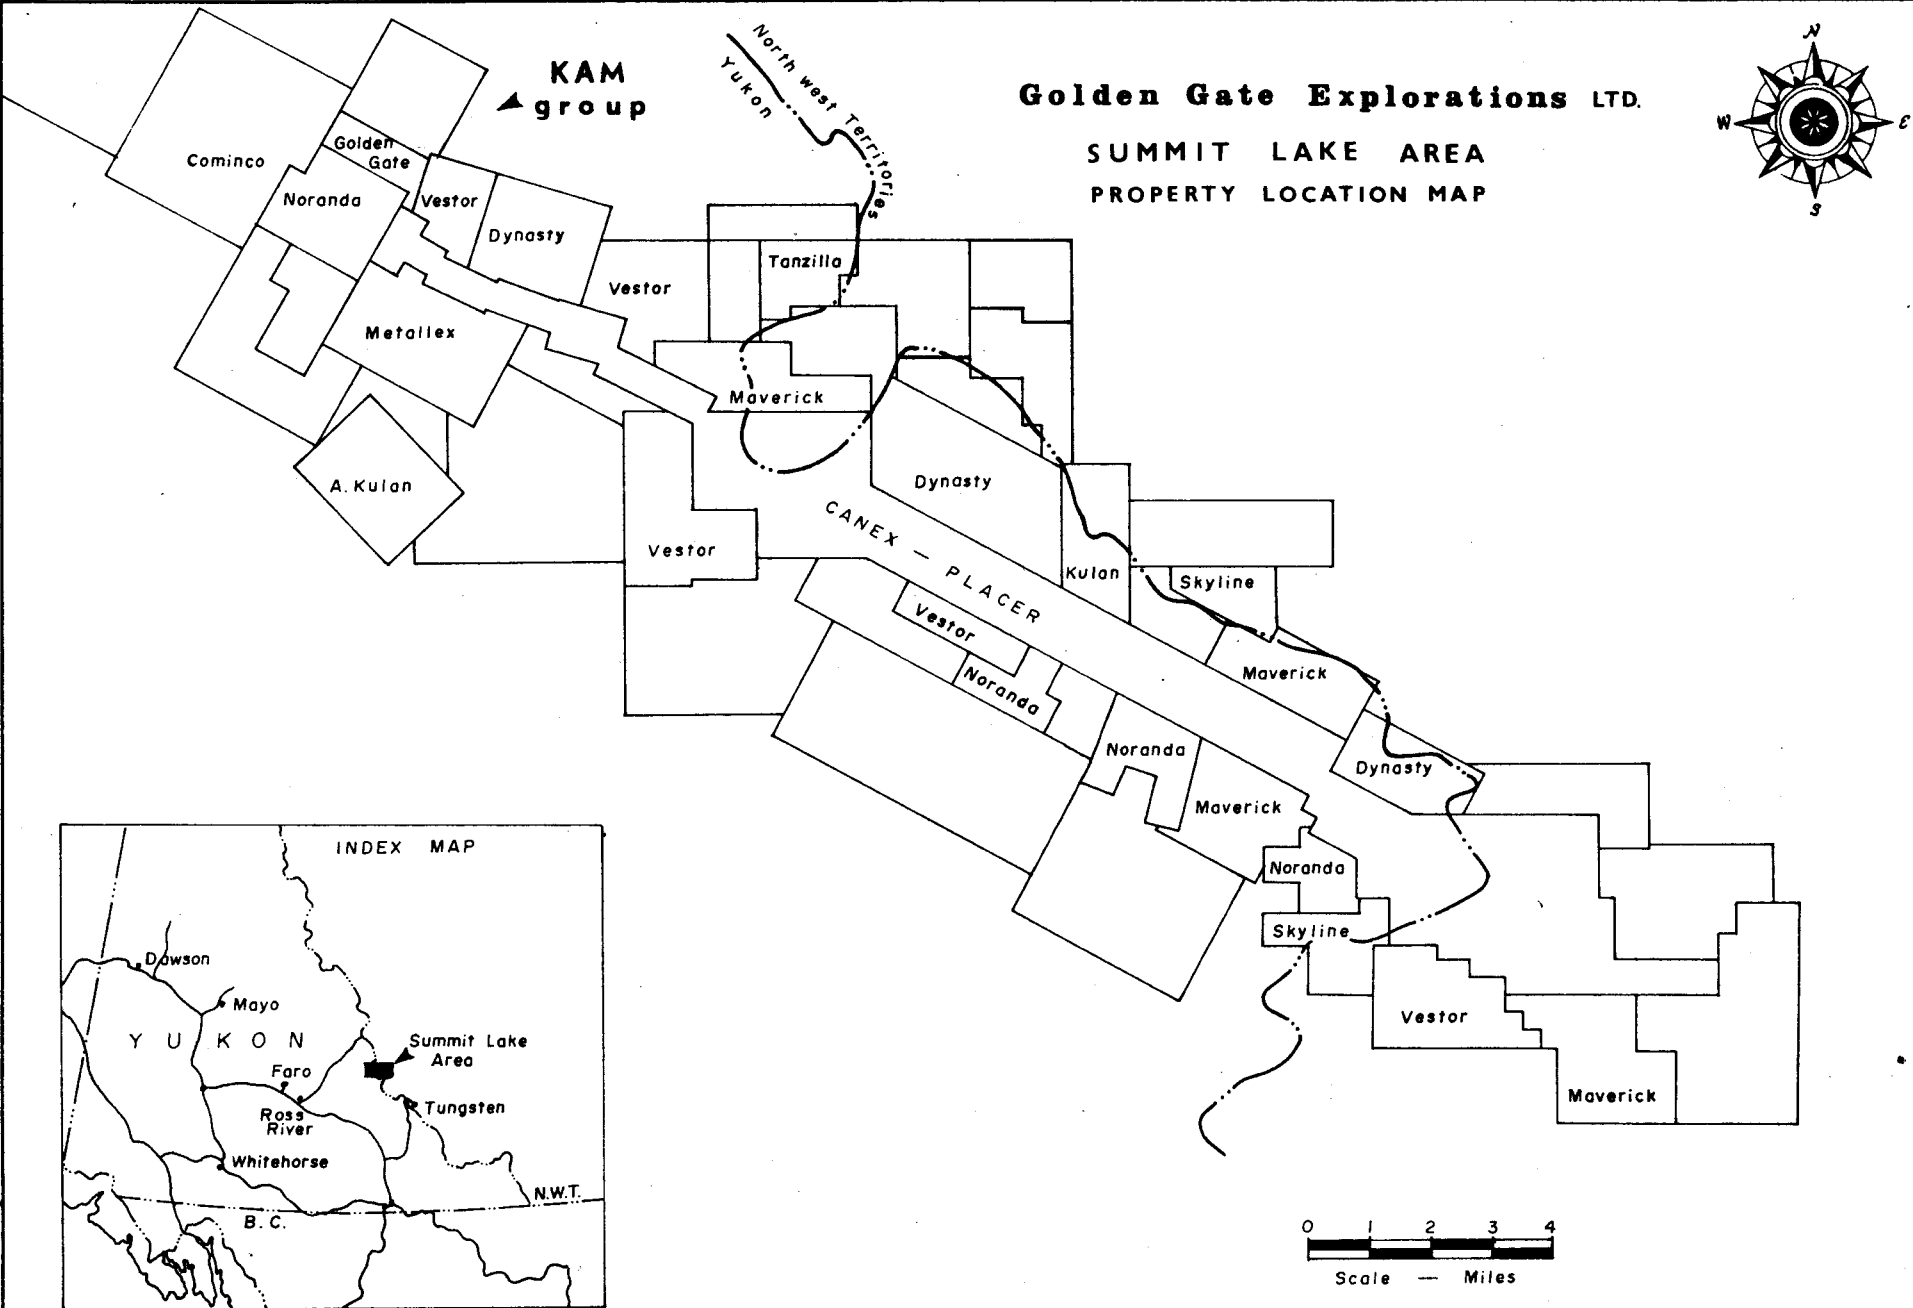 KAM
group
North west Territories
Yukon
Golden Gate Explorations LTD.
SUMMIT LAKE AREA
PROPERTY LOCATION MAP
N
W
E
S
Cominco
Golden
Gate
Noranda
Vestor
Dynasty
Vestor
Tanzilla
Metallex
Maverick
A. Kulan
Dynasty
Vestor
CANEX — PLACER
Kulan
Skyline
Vestor
Noranda
Maverick
Noranda
Dynasty
Maverick
Noranda
Skyline
Vestor
Maverick
INDEX MAP
Dawson
Mayo
YUKON
Summit Lake
Area
Faro
Ross
River
Tungsten
Whitehorse
N.W.T.
B.C.
0 1 2 3 4
Scale — Miles